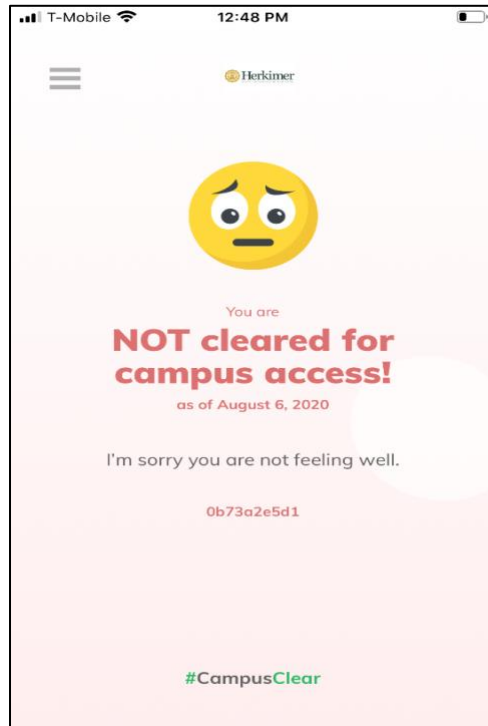 T-Mobile 12:48 PM
Herkimer
You are
NOT cleared for
campus access!
as of August 6, 2020
I'm sorry you are not feeling well.
0b73a2e5d1
#CampusClear